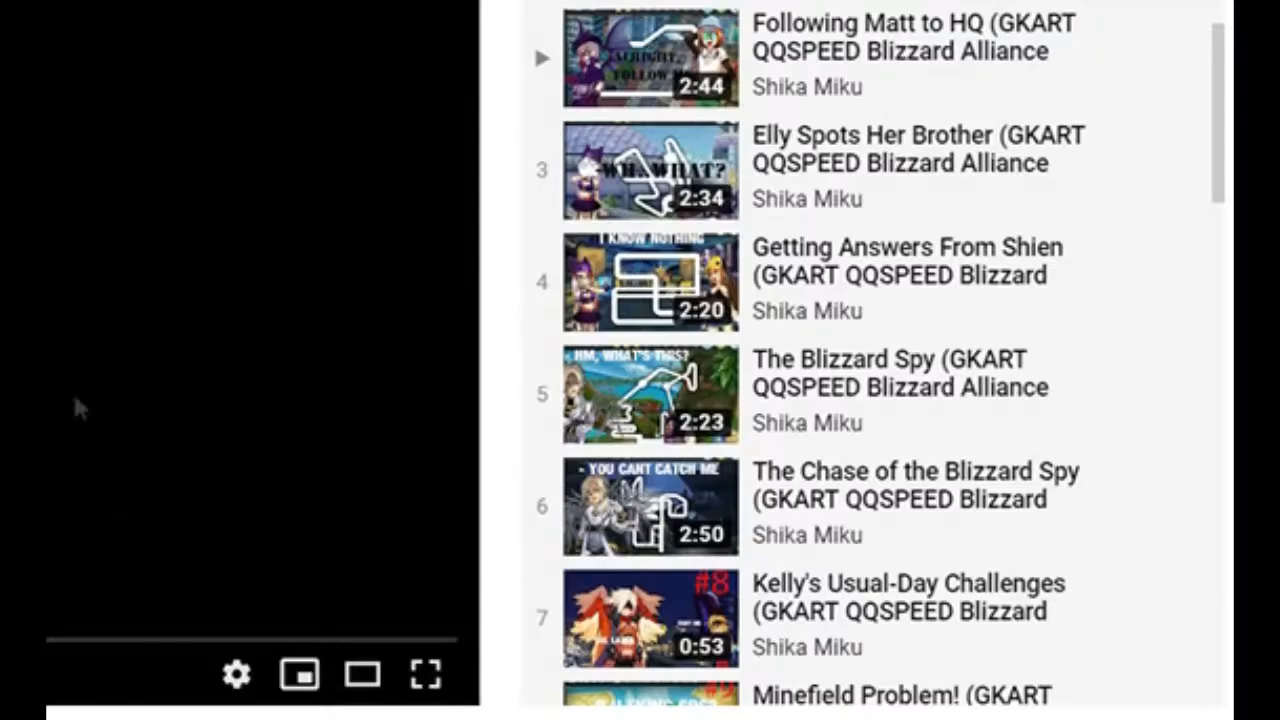 Following Matt to HQ (GKART
QQSPEED Blizzard Alliance
Shika Miku
ALRIGHT,
FOLLOW
2:44
3
Elly Spots Her Brother (GKART
QQSPEED Blizzard Alliance
Shika Miku
WH..WHAT?
2:34
4
Getting Answers From Shien
(GKART QQSPEED Blizzard
Shika Miku
I KNOW NOTHING
2:20
5
The Blizzard Spy (GKART
QQSPEED Blizzard Alliance
Shika Miku
HM, WHAT'S THIS?
2:23
6
The Chase of the Blizzard Spy
(GKART QQSPEED Blizzard
Shika Miku
- YOU CANT CATCH ME
2:50
7
Kelly's Usual-Day Challenges
(GKART QQSPEED Blizzard
Shika Miku
#8
0:53
Minefield Problem! (GKART
#9